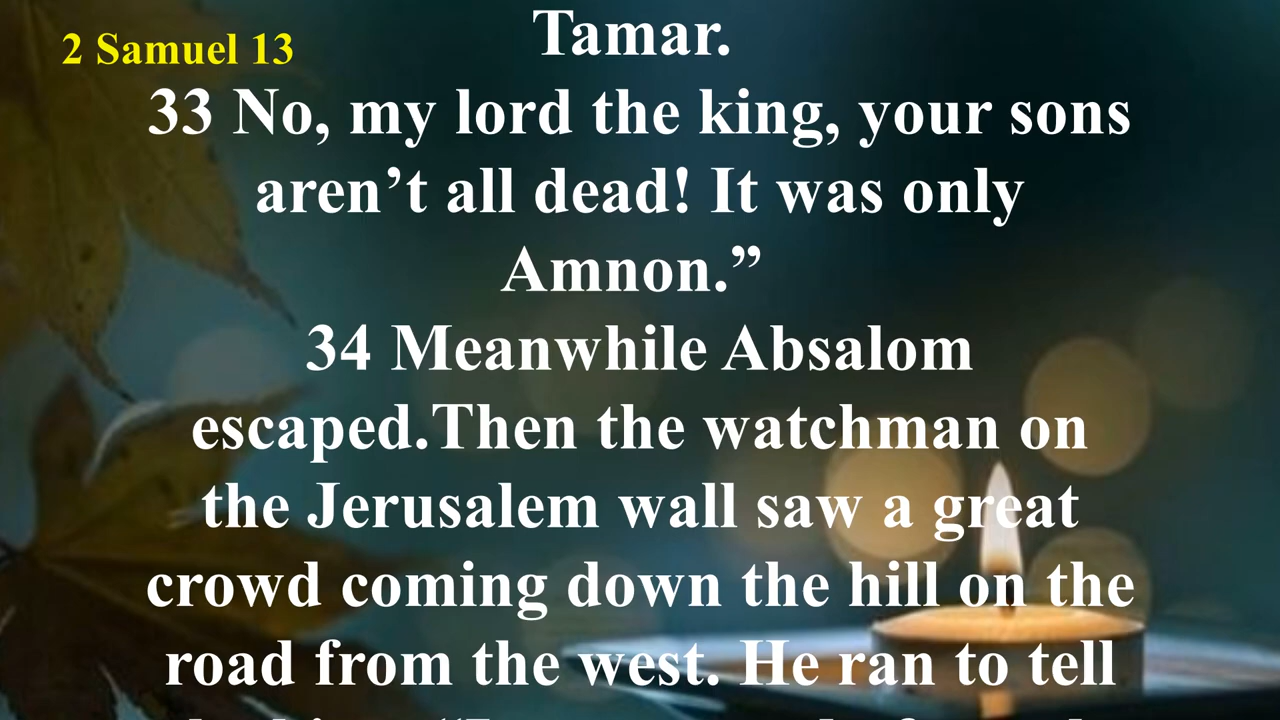 2 Samuel 13
Tamar.
33 No, my lord the king, your sons
aren’t all dead! It was only
Amnon.”
34 Meanwhile Absalom
escaped.Then the watchman on
the Jerusalem wall saw a great
crowd coming down the hill on the
road from the west. He ran to tell